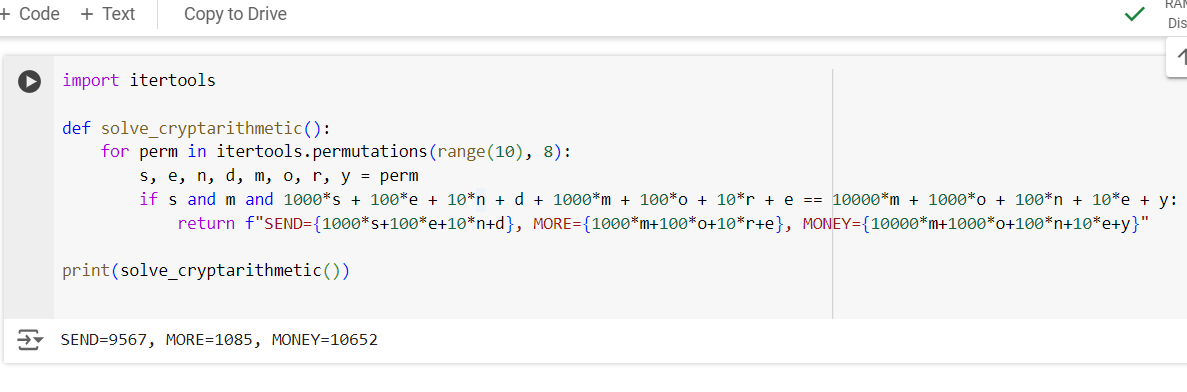 + Code + Text Copy to Drive
import itertools
def solve_cryptarithmetic():
    for perm in itertools.permutations(range(10), 8):
        s, e, n, d, m, o, r, y = perm
        if s and m and 1000*s + 100*e + 10*n + d + 1000*m + 100*o + 10*r + e == 10000*m + 1000*o + 100*n + 10*e + y:
            return f"SEND={1000*s+100*e+10*n+d}, MORE={1000*m+100*o+10*r+e}, MONEY={10000*m+1000*o+100*n+10*e+y}"
print(solve_cryptarithmetic())
SEND=9567, MORE=1085, MONEY=10652